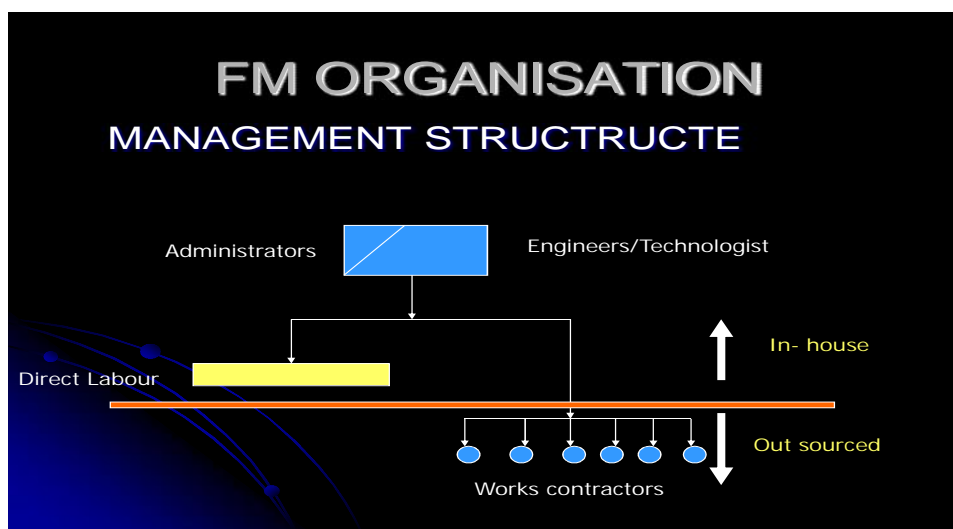 FM ORGANISATION
MANAGEMENT STRUCTRUCTE
Administrators
Engineers/Technologist
In- house
Direct Labour
Out sourced
Works contractors